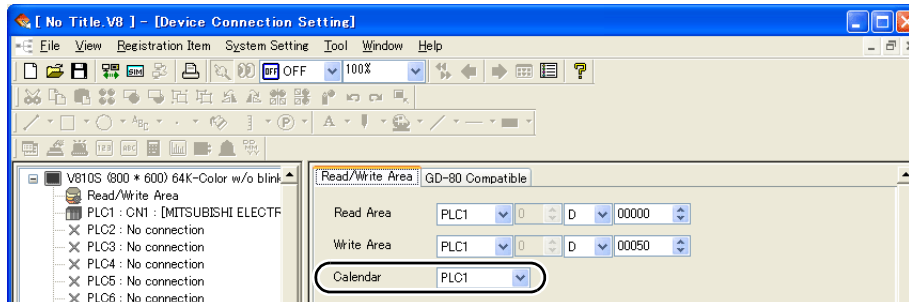 [ No Title.V8 ] - [Device Connection Setting]
File View Registration Item System Setting Tool Window Help
OFF OFF 100%
V810S (800 * 600) 64K-Color w/o blink
Read/Write Area
PLC1 : CN1 : [MITSUBISHI ELECTR
PLC2 : No connection
PLC3 : No connection
PLC4 : No connection
PLC5 : No connection
PLC6 : No connection
Read/Write Area GD-80 Compatible
Read Area PLC1 0 D 00000
Write Area PLC1 0 D 00050
Calendar PLC1